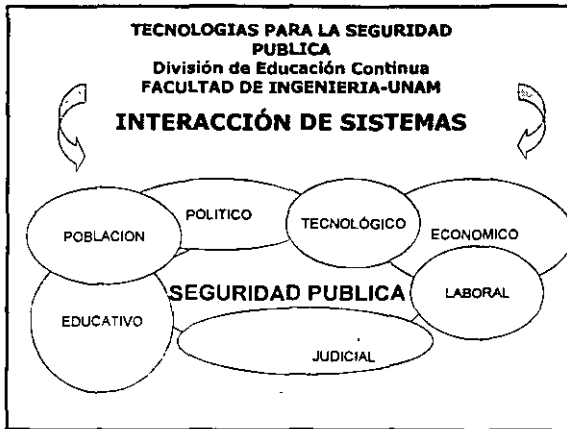 TECNOLOGIAS PARA LA SEGURIDAD
PUBLICA
División de Educación Continua
FACULTAD DE INGENIERIA-UNAM
INTERACCIÓN DE SISTEMAS
POLITICO
TECNOLÓGICO
POBLACION
ECONOMICO
SEGURIDAD PUBLICA
LABORAL
EDUCATIVO
JUDICIAL